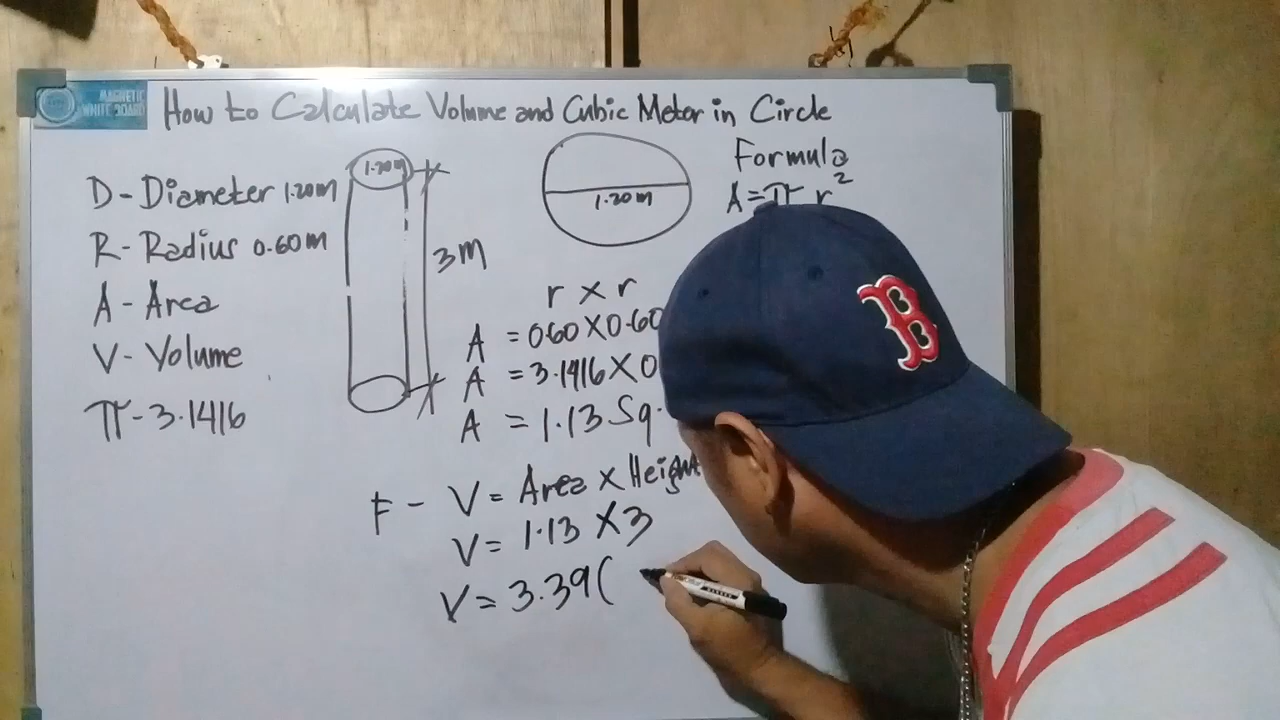 MAGNETIC
WHITE BOARD
How to Calculate Volume and Cubic Meter in Circle
D - Diameter 1.20m
R - Radius 0.60m
A - Area
V - Volume
π - 3.1416
1.20m
3M
1.20m
Formula
A = π r²
r x r
A = 0.60 X 0.60
A = 3.1416 X 0
A = 1.13 Sq.
F - V = Area x Height
V = 1.13 X 3
V = 3.39 (
B